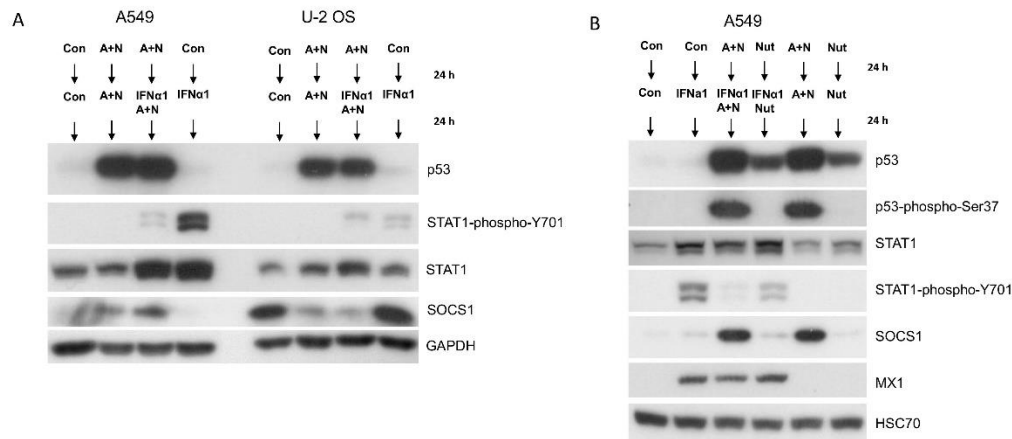 A
A549
U-2 OS
Con A+N A+N Con Con A+N A+N Con
24 h
Con A+N IFNα1 IFNα1 Con A+N IFNα1 IFNα1
A+N A+N
24 h
p53
STAT1-phospho-Y701
STAT1
SOCS1
GAPDH
B
A549
Con Con A+N Nut A+N Nut
24 h
Con IFNa1 IFNα1 IFNα1 A+N Nut
A+N Nut
24 h
p53
p53-phospho-Ser37
STAT1
STAT1-phospho-Y701
SOCS1
MX1
HSC70